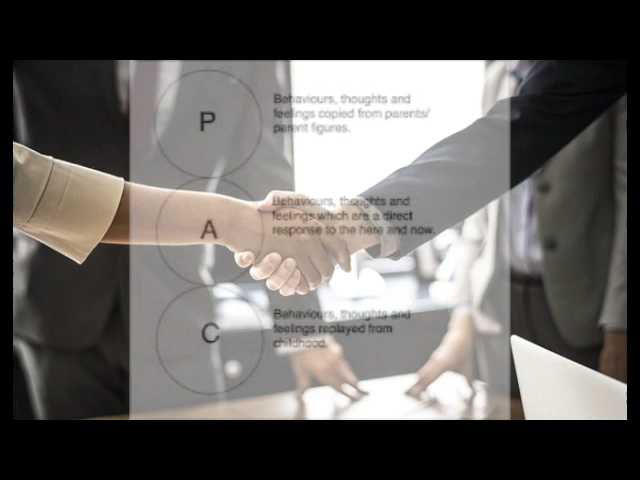 P
Behaviours, thoughts and
feelings copied from parents/
parent figures.
A
Behaviours, thoughts and
feelings which are a direct
response to the here and now.
C
Behaviours, thoughts and
feelings replayed from
childhood.